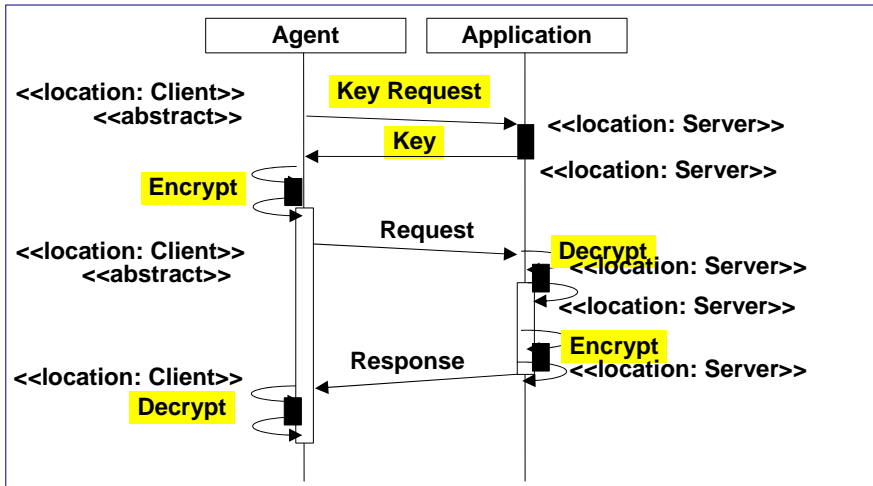 Agent
Application
<<location: Client>>
<<abstract>>
Key Request
<<location: Server>>
Key
<<location: Server>>
Encrypt
Request
<<location: Client>>
<<abstract>>
Decrypt
<<location: Server>>
<<location: Server>>
Encrypt
Response
<<location: Server>>
<<location: Client>>
Decrypt